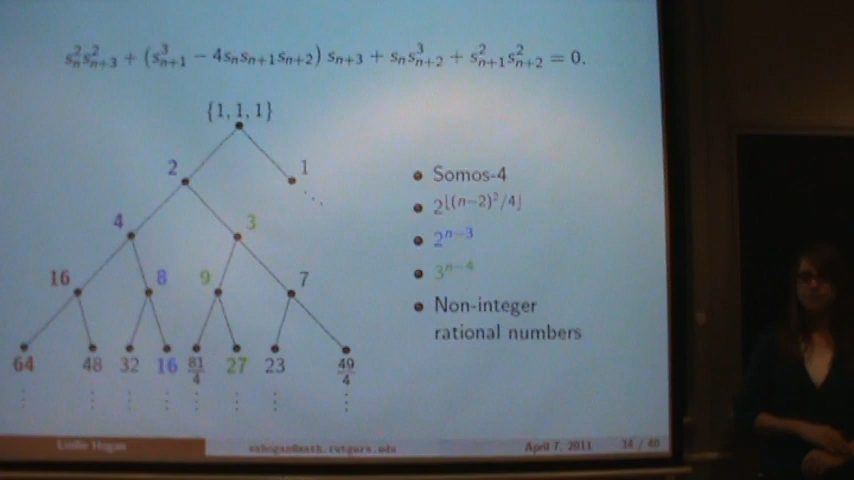 s_n^2 s_{n+3}^2 + (s_{n+1}^3 − 4s_n s_{n+1} s_{n+2}) s_{n+3} + s_n s_{n+2}^3 + s_{n+1}^2 s_{n+2}^2 = 0.
{1, 1, 1}
2 1
4 3
16 8 9 7
64 48 32 16 81/4 27 23 49/4
• Somos-4
• 2^{⌊(n−2)^2/4⌋}
• 2^{n−3}
• 3^{n−4}
• Non-integer
rational numbers
Hogan April 7, 2011 34 / 40